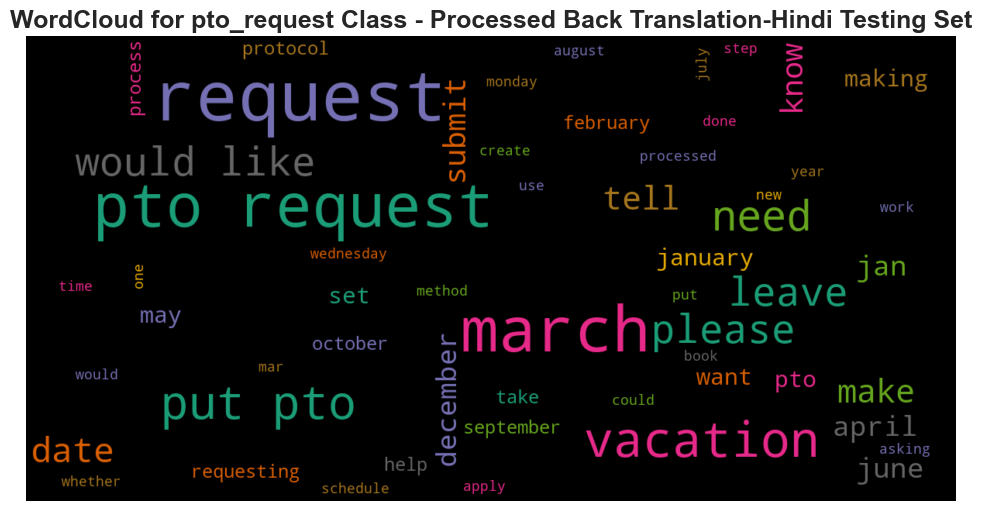 WordCloud for pto_request Class - Processed Back Translation-Hindi Testing Set
process
protocol
request
submit
august
monday
step
july
know
making
february
done
would like
create
processed
year
pto request
use
tell
new
need
work
wednesday
january
jan
time
one
set
method
put
leave
may
october
march
please
december
book
mar
would
want
pto
make
put pto
take
could
april
september
vacation
date
asking
requesting
help
june
whether
schedule
apply